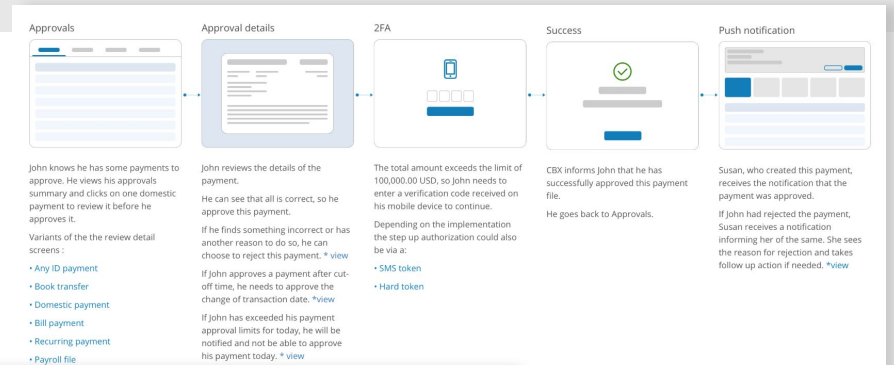 Approvals
John knows he has some payments to
approve. He views his approvals
summary and clicks on one domestic
payment to review it before he
approves it.
Variants of the the review detail
screens :
• Any ID payment
• Book transfer
• Domestic payment
• Bill payment
• Recurring payment
• Payroll file
Approval details
John reviews the details of the
payment.
He can see that all is correct, so he
approve this payment.
If he finds something incorrect or has
another reason to do so, he can
choose to reject this payment. * view
If John approves a payment after cut-
off time, he needs to approve the
change of transaction date. *view
If John has exceeded his payment
approval limits for today, he will be
notified and not be able to approve
his payment today. * view
2FA
The total amount exceeds the limit of
100,000.00 USD, so John needs to
enter a verification code received on
his mobile device to continue.
Depending on the implementation
the step up authorization could also
be via a:
• SMS token
• Hard token
Success
CBX informs John that he has
successfully approved this payment
file.
He goes back to Approvals.
Push notification
Susan, who created this payment,
receives the notification that the
payment was approved.
If John had rejected the payment,
Susan receives a notification
informing her of the same. She sees
the reason for rejection and takes
follow up action if needed. *view